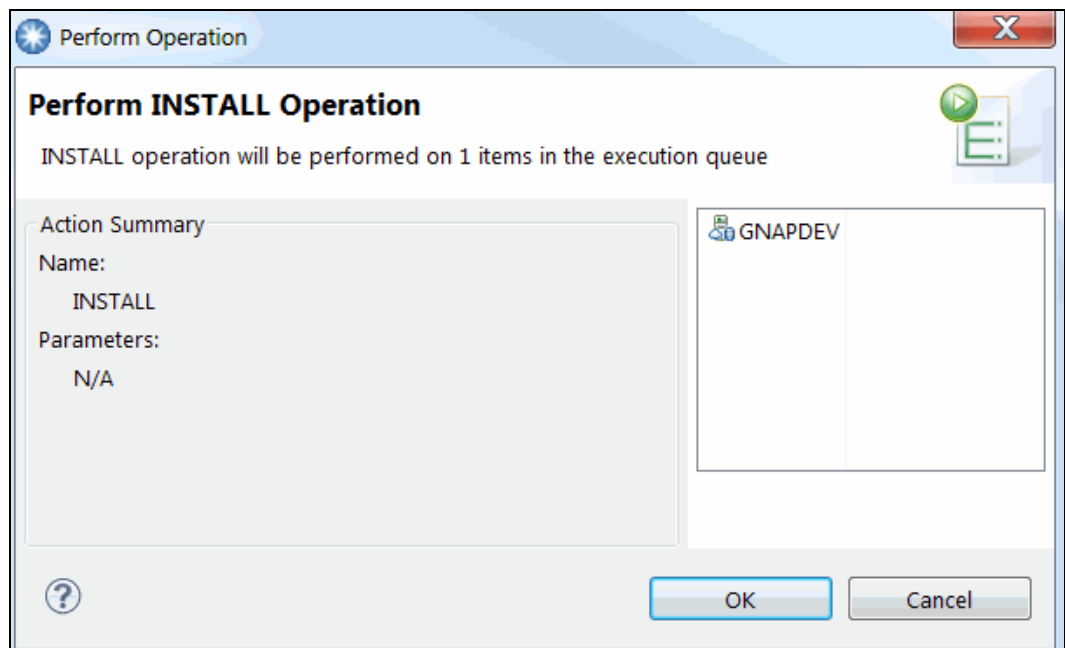 Perform Operation
Perform INSTALL Operation
INSTALL operation will be performed on 1 items in the execution queue
Action Summary
Name:
INSTALL
Parameters:
N/A
GNAPDEV
OK
Cancel